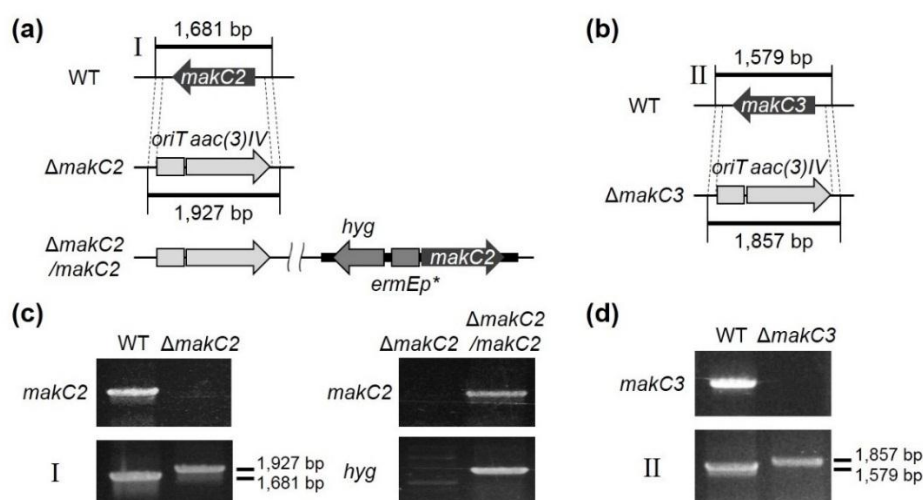 (a)
I
1,681 bp
WT
makC2
oriT aac(3)IV
ΔmakC2
1,927 bp
ΔmakC2
/makC2
hyg
makC2
ermEp*
(b)
II
1,579 bp
WT
makC3
oriT aac(3)IV
ΔmakC3
1,857 bp
(c)
WT ΔmakC2
makC2
I
1,927 bp
1,681 bp
ΔmakC2
ΔmakC2
/makC2
makC2
hyg
(d)
WT ΔmakC3
makC3
II
1,857 bp
1,579 bp